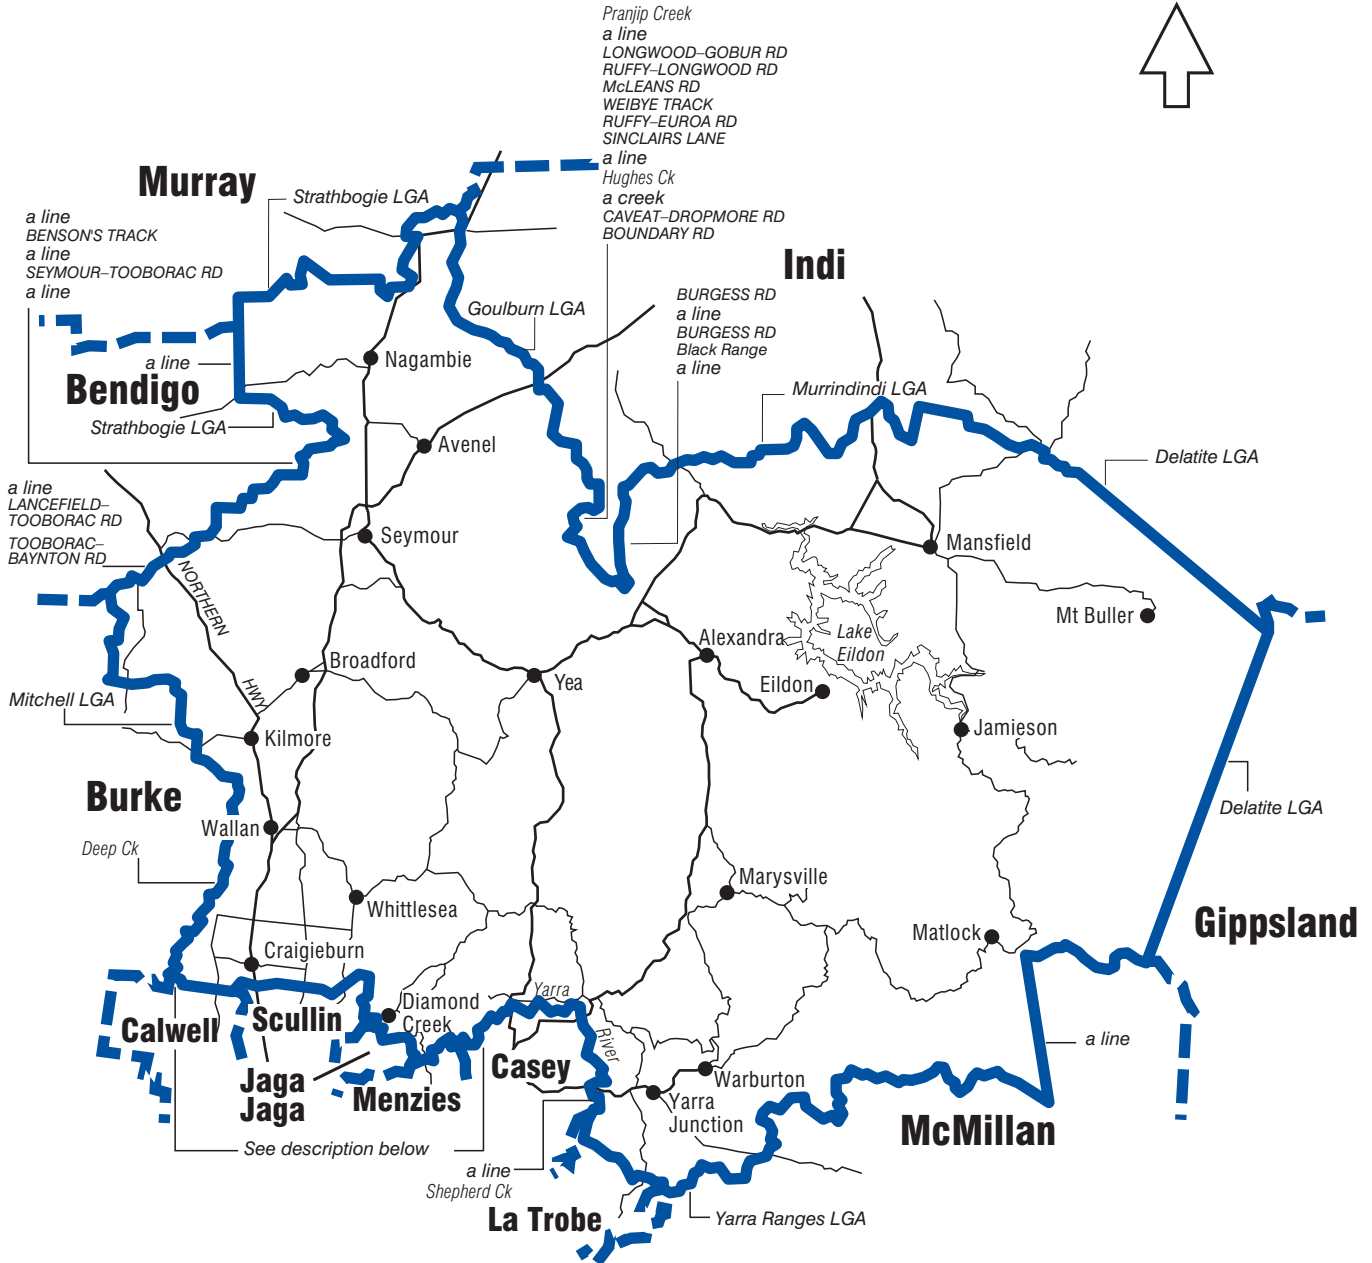 Pranjip Creek
a line
LONGWOOD–GOBUR RD
RUFFY–LONGWOOD RD
McLEANS RD
WEIBYE TRACK
RUFFY–EUROA RD
SINCLAIRS LANE
a line
Hughes Ck
a creek
CAVEAT–DROPMORE RD
BOUNDARY RD
Murray
Strathbogie LGA
a line
BENSON'S TRACK
a line
SEYMOUR–TOOBORAC RD
a line
Indi
BURGESS RD
a line
BURGESS RD
Black Range
a line
Goulburn LGA
Nagambie
a line
Bendigo
Strathbogie LGA
Murrindindi LGA
Avenel
Delatite LGA
a line
LANCEFIELD–
TOOBORAC RD
TOOBORAC–
BAYNTON RD
Seymour
Mansfield
NORTHERN
HWY
Mt Buller
Alexandra
Lake
Eildon
Eildon
Broadford
Yea
Mitchell LGA
Kilmore
Jamieson
Burke
Delatite LGA
Wallan
Deep Ck
Marysville
Whittlesea
Gippsland
Matlock
Craigieburn
Yarra
River
Diamond
Creek
Calwell
Scullin
a line
Casey
Jaga
Jaga
Menzies
Warburton
Yarra
Junction
McMillan
See description below
a line
Shepherd Ck
La Trobe
Yarra Ranges LGA